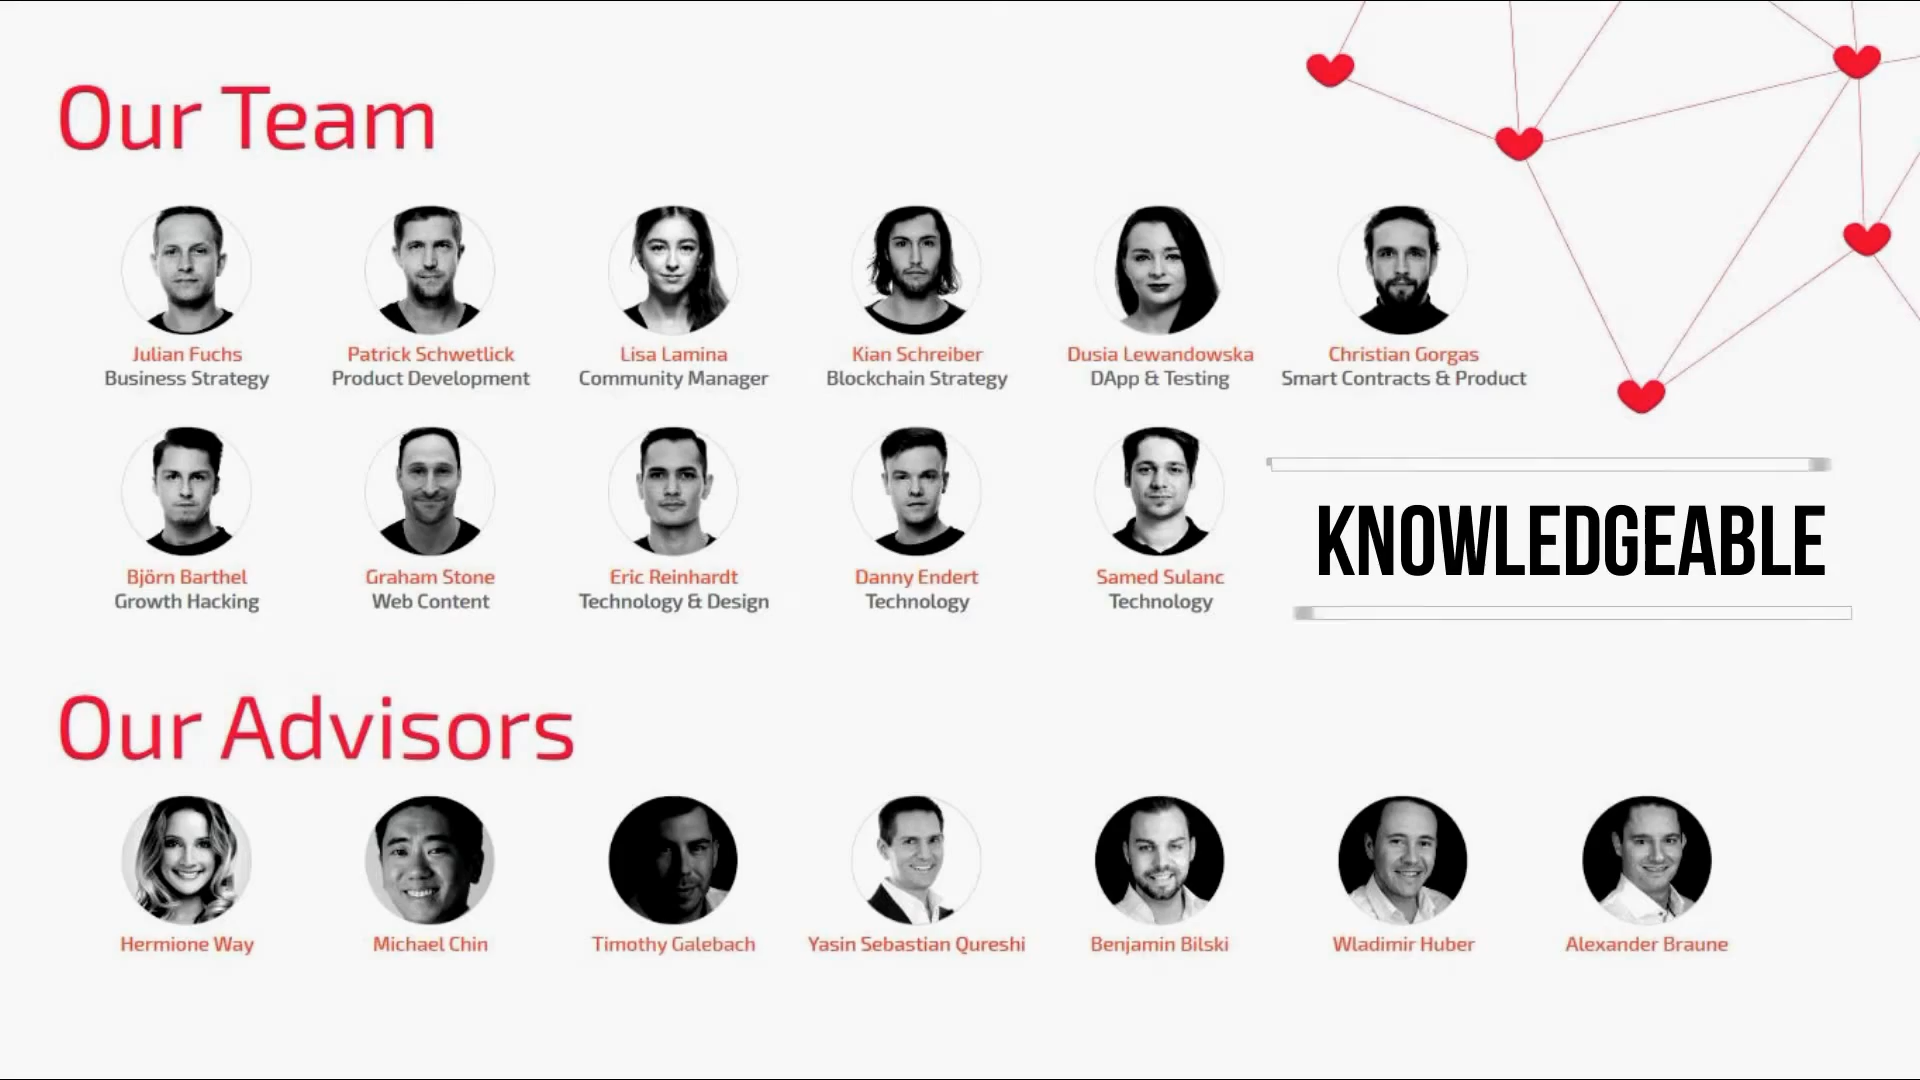 Our Team
Julian Fuchs
Business Strategy
Patrick Schwetlick
Product Development
Lisa Lamina
Community Manager
Kian Schreiber
Blockchain Strategy
Dusia Lewandowska
DApp & Testing
Christian Gorgas
Smart Contracts & Product
Björn Barthel
Growth Hacking
Graham Stone
Web Content
Eric Reinhardt
Technology & Design
Danny Endert
Technology
Samed Sulanc
Technology
KNOWLEDGEABLE
Our Advisors
Hermione Way
Michael Chin
Timothy Galebach
Yasin Sebastian Qureshi
Benjamin Bilski
Wladimir Huber
Alexander Braune